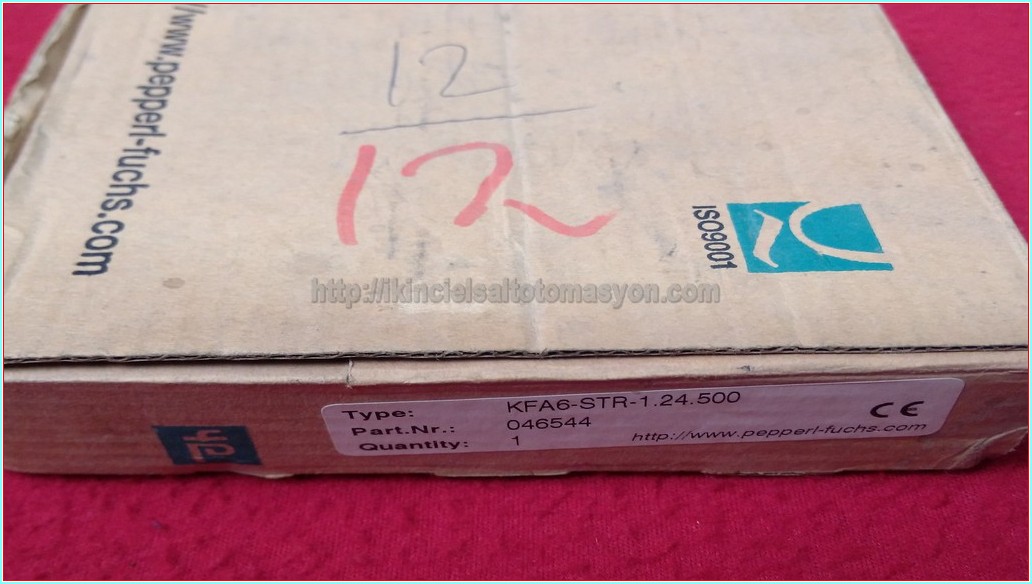 //www.pepperl-fuchs.com
12
12
1009OSI
http://ikincielsaltotomasyon.com
Type: KFA6-STR-1.24.500
Part.Nr.: 046544
Quantity: 1
http://www.pepperl-fuchs.com
CE